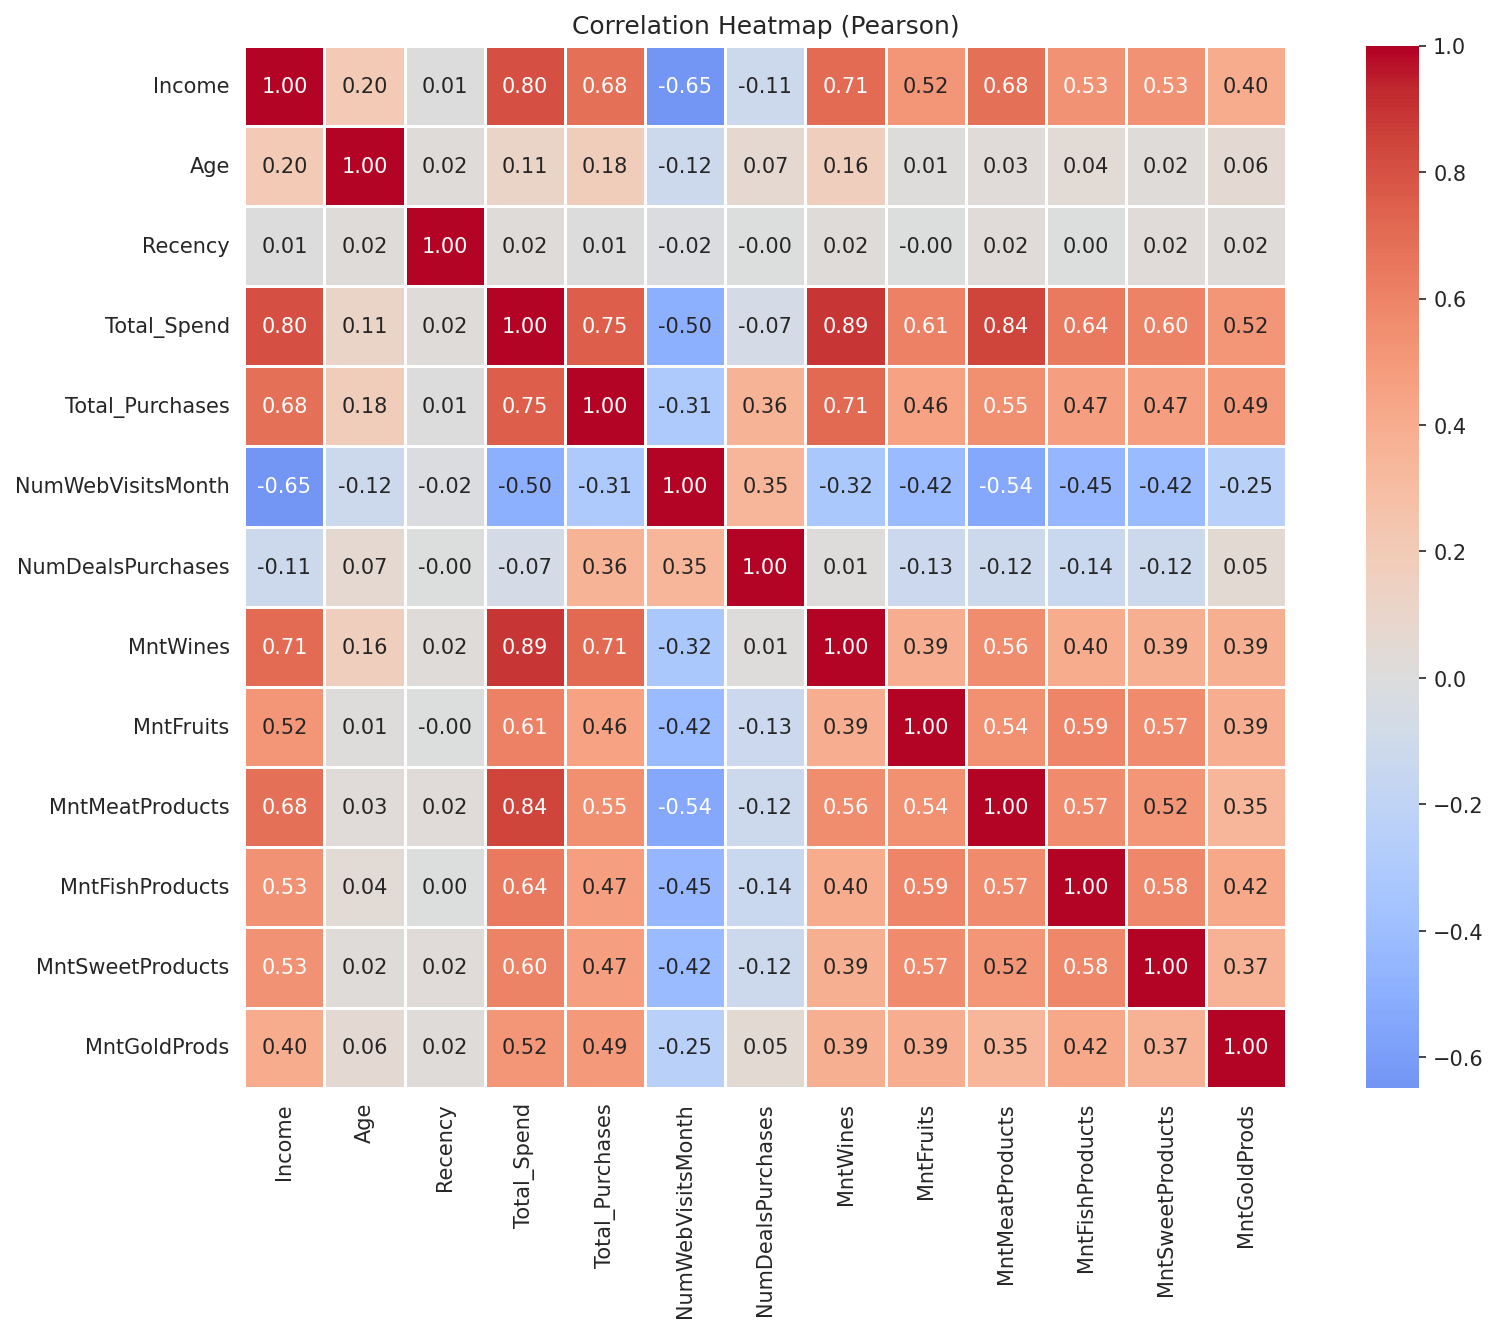 Correlation Heatmap (Pearson)
Income 1.00 0.20 0.01 0.80 0.68 -0.65 -0.11 0.71 0.52 0.68 0.53 0.53 0.40
Age 0.20 1.00 0.02 0.11 0.18 -0.12 0.07 0.16 0.01 0.03 0.04 0.02 0.06
Recency 0.01 0.02 1.00 0.02 0.01 -0.02 -0.00 0.02 -0.00 0.02 0.00 0.02 0.02
Total_Spend 0.80 0.11 0.02 1.00 0.75 -0.50 -0.07 0.89 0.61 0.84 0.64 0.60 0.52
Total_Purchases 0.68 0.18 0.01 0.75 1.00 -0.31 0.36 0.71 0.46 0.55 0.47 0.47 0.49
NumWebVisitsMonth -0.65 -0.12 -0.02 -0.50 -0.31 1.00 0.35 -0.32 -0.42 -0.54 -0.45 -0.42 -0.25
NumDealsPurchases -0.11 0.07 -0.00 -0.07 0.36 0.35 1.00 0.01 -0.13 -0.12 -0.14 -0.12 0.05
MntWines 0.71 0.16 0.02 0.89 0.71 -0.32 0.01 1.00 0.39 0.56 0.40 0.39 0.39
MntFruits 0.52 0.01 -0.00 0.61 0.46 -0.42 -0.13 0.39 1.00 0.54 0.59 0.57 0.39
MntMeatProducts 0.68 0.03 0.02 0.84 0.55 -0.54 -0.12 0.56 0.54 1.00 0.57 0.52 0.35
MntFishProducts 0.53 0.04 0.00 0.64 0.47 -0.45 -0.14 0.40 0.59 0.57 1.00 0.58 0.42
MntSweetProducts 0.53 0.02 0.02 0.60 0.47 -0.42 -0.12 0.39 0.57 0.52 0.58 1.00 0.37
MntGoldProds 0.40 0.06 0.02 0.52 0.49 -0.25 0.05 0.39 0.39 0.35 0.42 0.37 1.00
Income
Age
Recency
Total_Spend
Total_Purchases
NumWebVisitsMonth
NumDealsPurchases
MntWines
MntFruits
MntMeatProducts
MntFishProducts
MntSweetProducts
MntGoldProds
1.0
0.8
0.6
0.4
0.2
0.0
−0.2
−0.4
−0.6